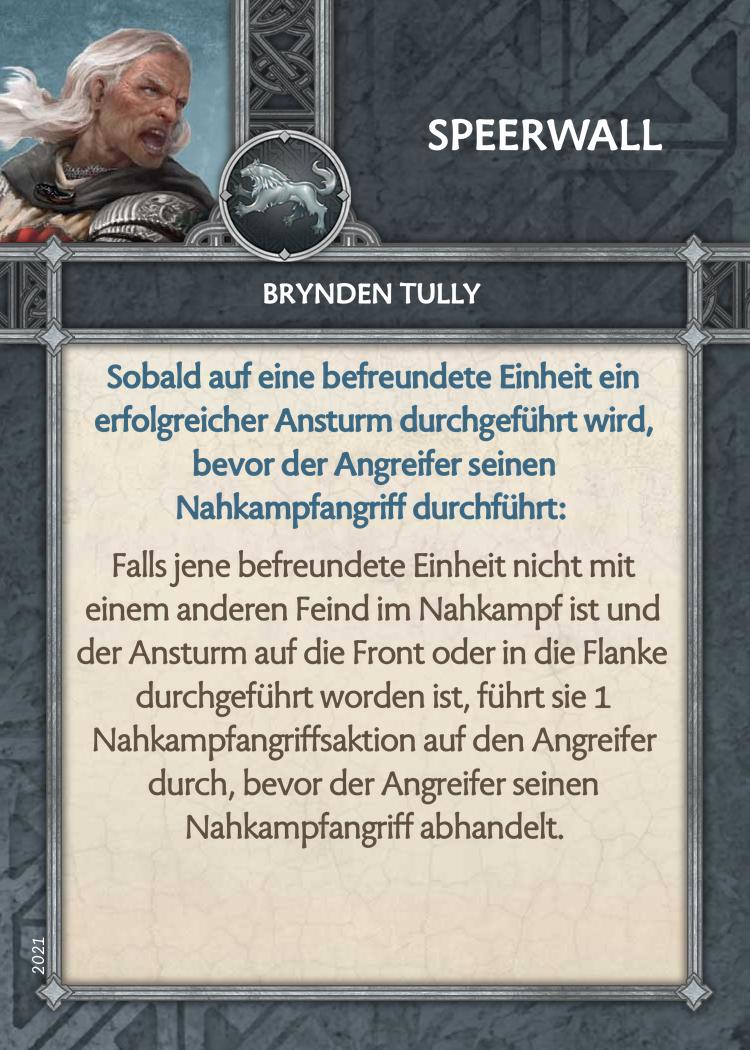 SPEERWALL
BRYNDEN TULLY
Sobald auf eine befreundete Einheit ein
erfolgreicher Ansturm durchgeführt wird,
bevor der Angreifer seinen
Nahkampfangriff durchführt:
Falls jene befreundete Einheit nicht mit
einem anderen Feind im Nahkampf ist und
der Ansturm auf die Front oder in die Flanke
durchgeführt worden ist, führt sie 1
Nahkampfangriffsaktion auf den Angreifer
durch, bevor der Angreifer seinen
Nahkampfangriff abhandelt.
2021